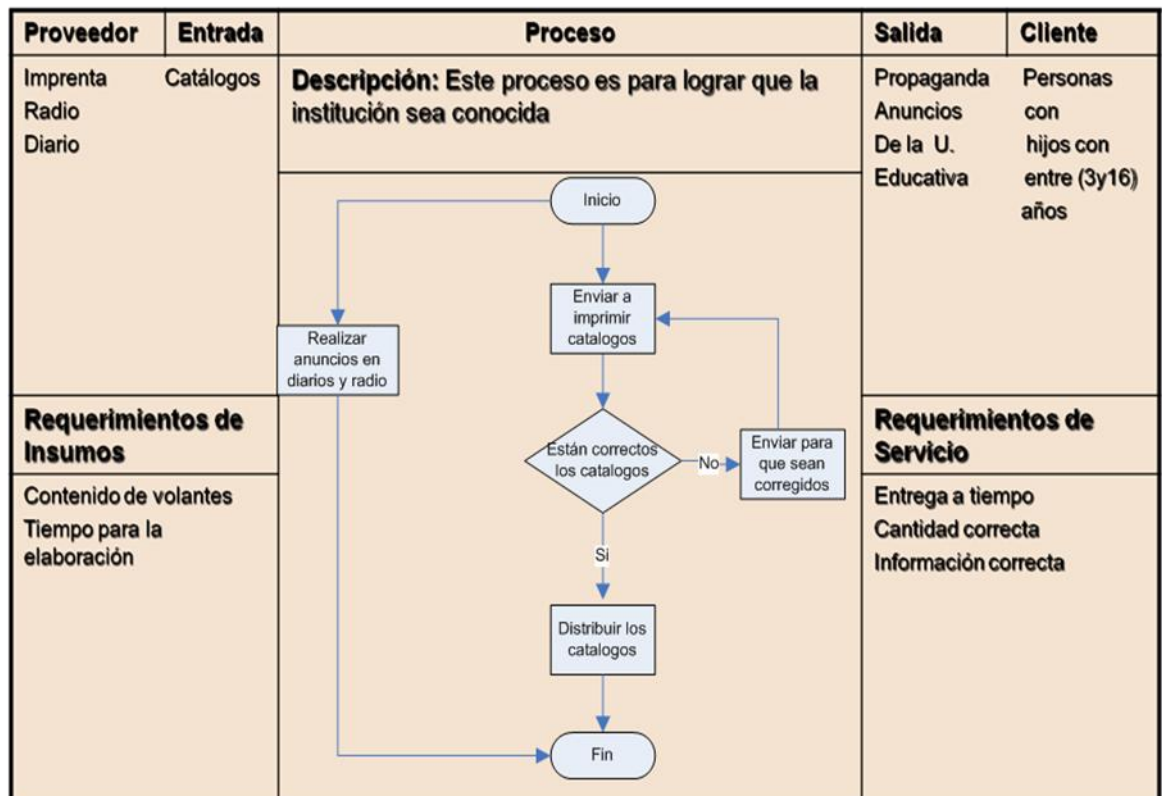 Proveedor
Entrada
Proceso
Salida
Cliente
Imprenta
Radio
Diario
Catálogos
Descripción: Este proceso es para lograr que la
institución sea conocida
Propaganda
Anuncios
De la U.
Educativa
Personas
con
hijos con
entre (3y16)
años
Inicio
Enviar a
imprimir
catalogos
Realizar
anuncios en
diarios y radio
Están correctos
los catalogos
No
Enviar para
que sean
corregidos
Si
Distribuir los
catalogos
Fin
Requerimientos de
Insumos
Contenido de volantes
Tiempo para la
elaboración
Requerimientos de
Servicio
Entrega a tiempo
Cantidad correcta
Información correcta